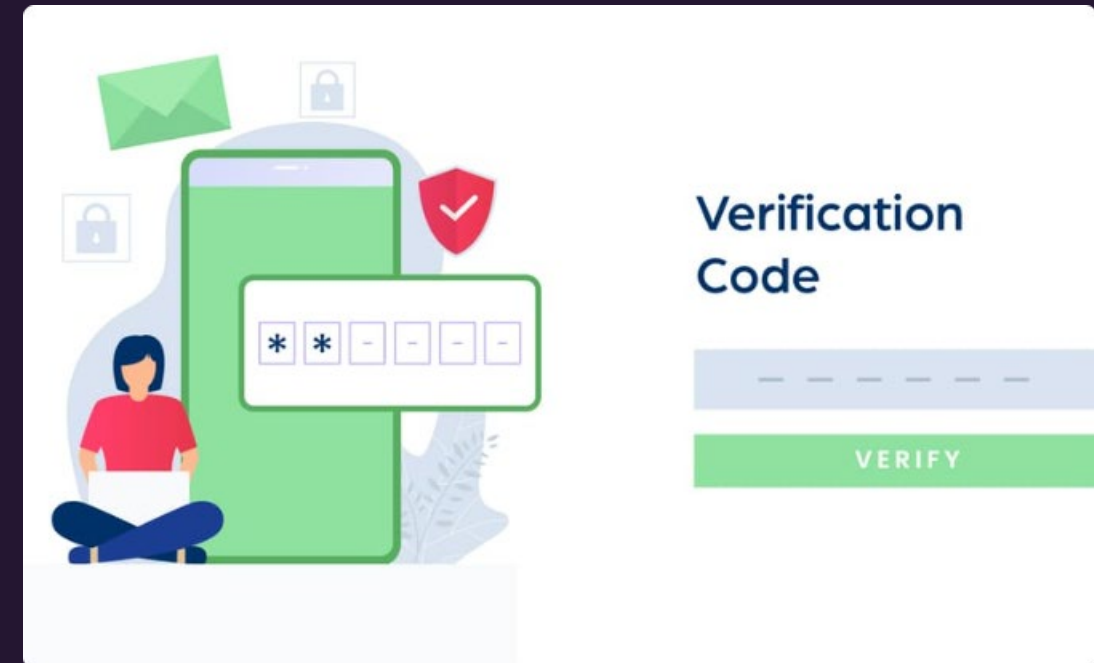 * * - - - -
Verification
Code
_ _ _ _ _ _
VERIFY